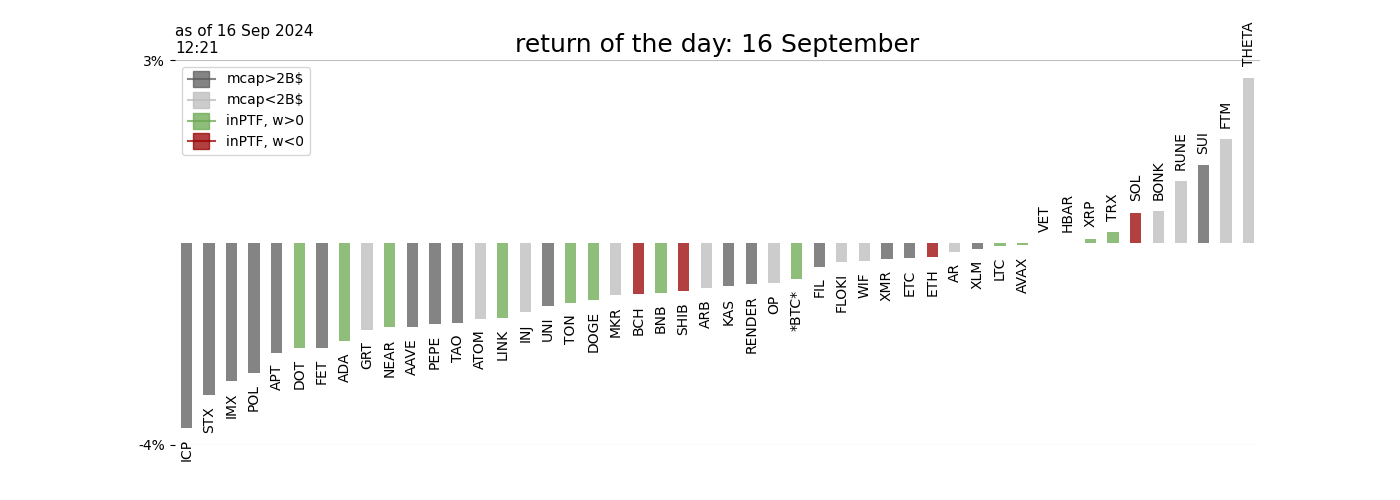 as of 16 Sep 2024
12:21
return of the day: 16 September
3%
-4%
mcap>2B$
mcap<2B$
inPTF, w>0
inPTF, w<0
ICP
STX
IMX
POL
APT
DOT
FET
ADA
GRT
NEAR
AAVE
PEPE
TAO
ATOM
LINK
INJ
UNI
TON
DOGE
MKR
BCH
BNB
SHIB
ARB
KAS
RENDER
OP
*BTC*
FIL
FLOKI
WIF
XMR
ETC
ETH
AR
XLM
LTC
AVAX
VET
HBAR
XRP
TRX
SOL
BONK
RUNE
SUI
FTM
THETA